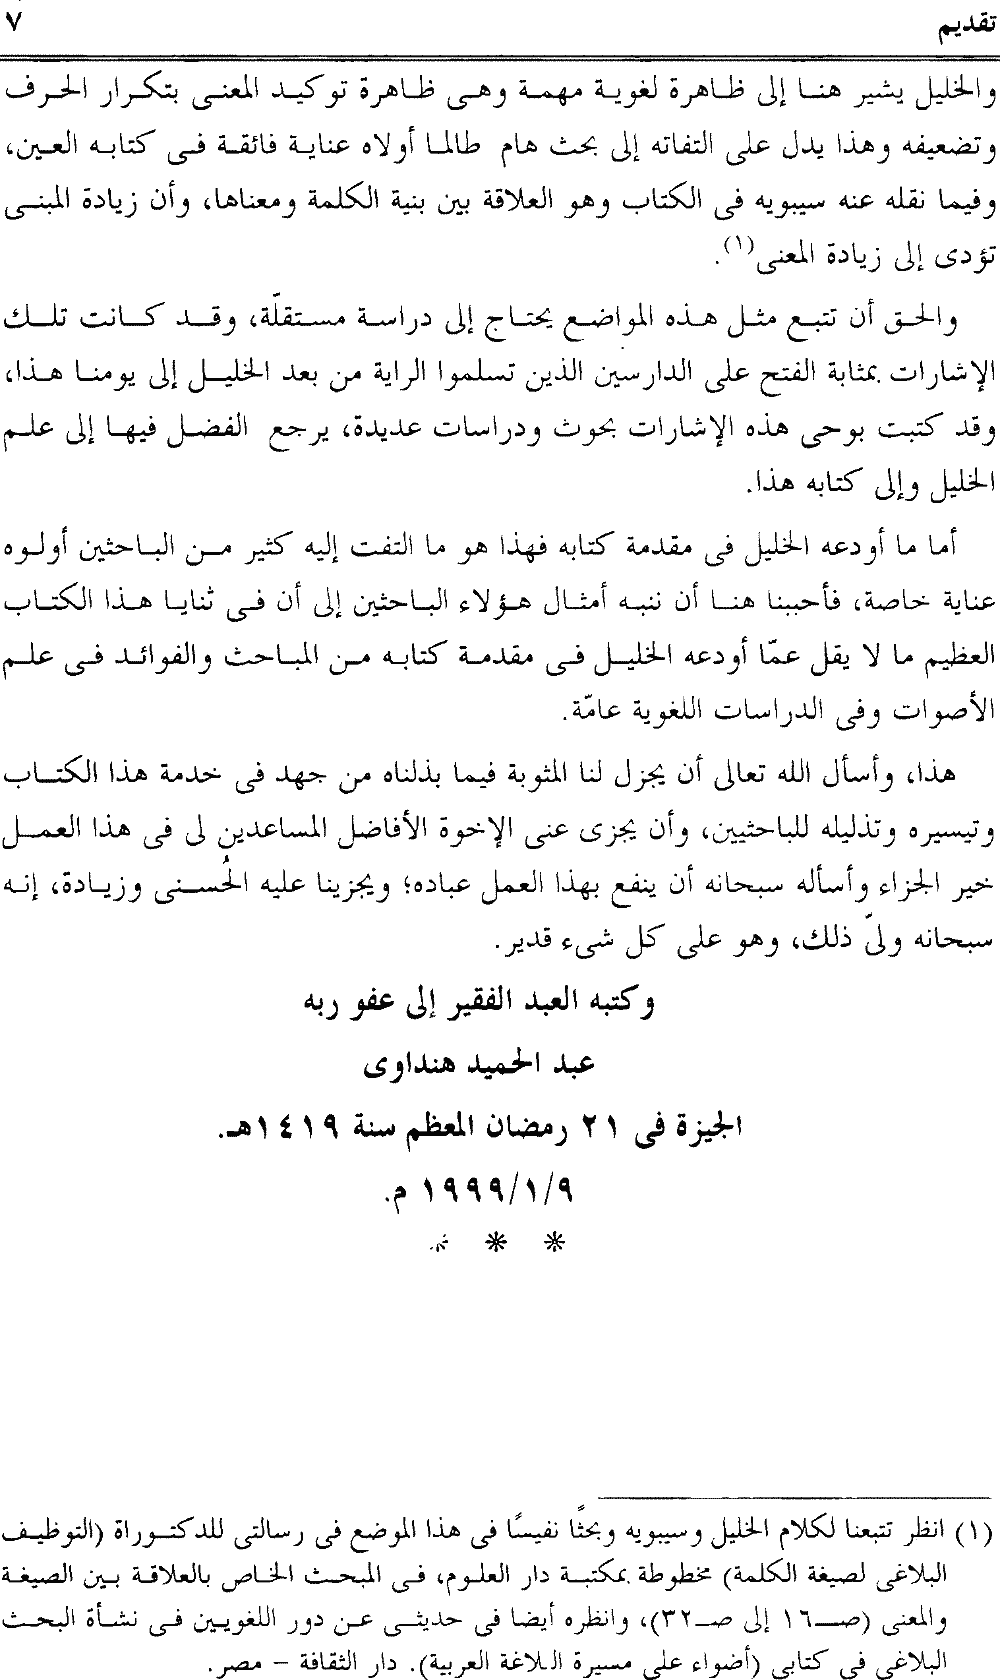 تقديم ٧
والخليل يشير هنا إلى ظاهرة لغوية مهمة وهى ظاهرة توكيد المعنى بتكرار الحرف
وتضعيفه وهذا يدل على التفاته إلى بحث هام طالما أولاه عناية فائقة فى كتابه العين،
وفيما نقله عنه سيبويه فى الكتاب وهو العلاقة بين بنية الكلمة ومعناها، وأن زيادة المبنى
تؤدى إلى زيادة المعنى(١).
والحق أن تتبع مثل هذه المواضع يحتاج إلى دراسة مستقلّة، وقد كانت تلك
الإشارات بمثابة الفتح على الدارسين الذين تسلموا الراية من بعد الخليل إلى يومنا هذا،
وقد كتبت بوحى هذه الإشارات بحوث ودراسات عديدة، يرجع الفضل فيها إلى علم
الخليل وإلى كتابه هذا.
أما ما أودعه الخليل فى مقدمة كتابه فهذا هو ما التفت إليه كثير من الباحثين أولوه
عناية خاصة، فأحببنا هنا أن ننبه أمثال هؤلاء الباحثين إلى أن فى ثنايا هذا الكتاب
العظيم ما لا يقل عمّا أودعه الخليل فى مقدمة كتابه من المباحث والفوائد فى علم
الأصوات وفى الدراسات اللغوية عامّة.
هذا، وأسأل الله تعالى أن يجزل لنا المثوبة فيما بذلناه من جهد فى خدمة هذا الكتاب
وتيسيره وتذليله للباحثيين، وأن يجزى عنى الإخوة الأفاضل المساعدين لى فى هذا العمل
خير الجزاء وأسأله سبحانه أن ينفع بهذا العمل عباده؛ ويجزينا عليه الحُسنى وزيادة، إنه
سبحانه ولىّ ذلك، وهو على كل شىء قدير.
وكتبه العبد الفقير إلى عفو ربه
عبد الحميد هنداوى
الجيزة فى ٢١ رمضان المعظم سنة ١٤١٩هـ.
١٩٩٩/١/٩ م.
* * *
(١) انظر تتبعنا لكلام الخليل وسيبويه وبحثًا نفيسًا فى هذا الموضع فى رسالتى للدكتوراة (التوظيف
البلاغى لصيغة الكلمة) مخطوطة بمكتبة دار العلوم، فى المبحث الخاص بالعلاقة بين الصيغة
والمعنى (صـ١٦ إلى صـ٣٢)، وانظره أيضا فى حديثى عن دور اللغويين فى نشأة البحث
البلاغى فى كتابى (أضواء على مسيرة البلاغة العربية). دار الثقافة - مصر.